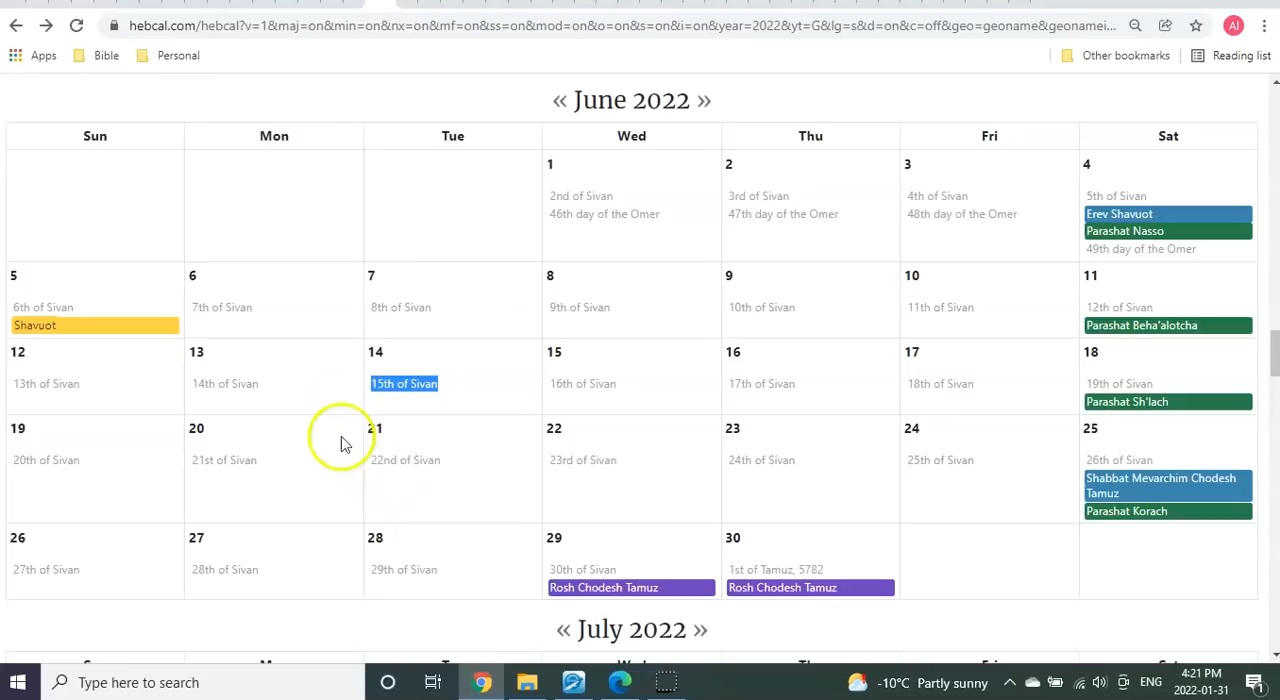 hebcal.com/hebcal?v=1&maj=on&min=on&nx=on&mf=on&ss=on&mod=on&o=on&s=on&i=on&year=2022&yt=G&lg=s&d=on&c=off&geo=geoname&geonamei...
AI
Apps
Bible
Personal
Other bookmarks
Reading list
« June 2022 »
Sun Mon Tue Wed Thu Fri Sat
1 2 3 4
2nd of Sivan 3rd of Sivan 4th of Sivan 5th of Sivan
46th day of the Omer 47th day of the Omer 48th day of the Omer Erev Shavuot
Parashat Nasso
49th day of the Omer
5 6 7 8 9 10 11
6th of Sivan 7th of Sivan 8th of Sivan 9th of Sivan 10th of Sivan 11th of Sivan 12th of Sivan
Shavuot Parashat Beha'alotcha
12 13 14 15 16 17 18
13th of Sivan 14th of Sivan 15th of Sivan 16th of Sivan 17th of Sivan 18th of Sivan 19th of Sivan
Parashat Sh'lach
19 20 21 22 23 24 25
20th of Sivan 21st of Sivan 22nd of Sivan 23rd of Sivan 24th of Sivan 25th of Sivan 26th of Sivan
Shabbat Mevarchim Chodesh
Tamuz
Parashat Korach
26 27 28 29 30
27th of Sivan 28th of Sivan 29th of Sivan 30th of Sivan 1st of Tamuz, 5782
Rosh Chodesh Tamuz Rosh Chodesh Tamuz
« July 2022 »
Type here to search
-10°C Partly sunny
ENG
4:21 PM
2022-01-31
1